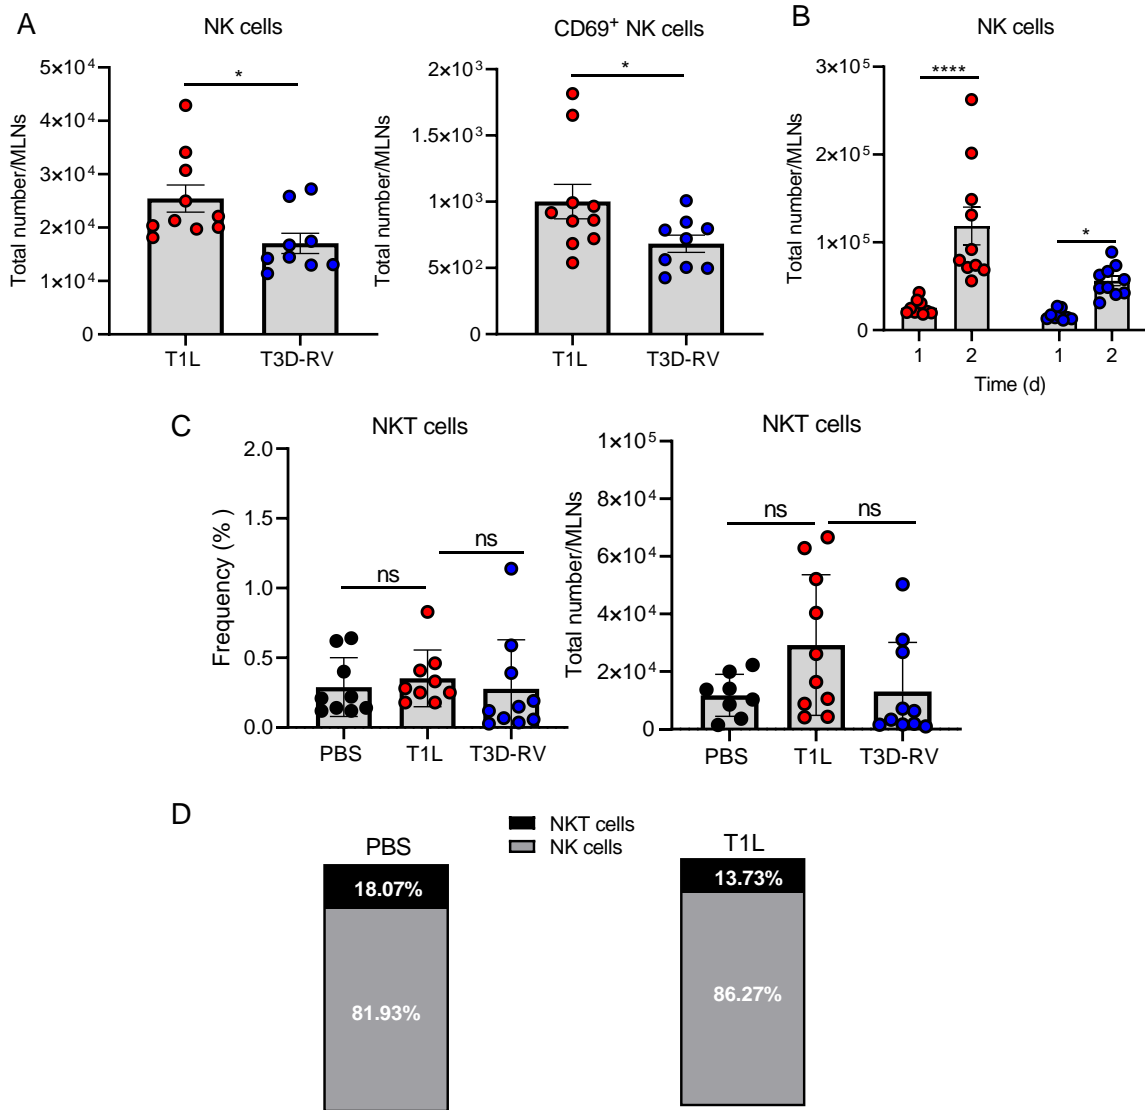 A
NK cells
Total number/MLNs
5×10⁴
4×10⁴
3×10⁴
2×10⁴
1×10⁴
0
*
T1L T3D-RV
CD69⁺ NK cells
Total number/MLNs
2×10³
1×10³
1×10³
5×10²
0
*
T1L T3D-RV
B
NK cells
Total number/MLNs
3×10⁵
2×10⁵
1×10⁵
0
****
*
1 2 1 2
Time (d)
C
NKT cells
Frequency (% )
2.0
1.5
1.0
0.5
0.0
ns
ns
PBS T1L T3D-RV
NKT cells
Total number/MLNs
1×10⁵
8×10⁴
6×10⁴
4×10⁴
2×10⁴
0
ns
ns
PBS T1L T3D-RV
D
NKT cells
NK cells
PBS
18.07%
81.93%
T1L
13.73%
86.27%